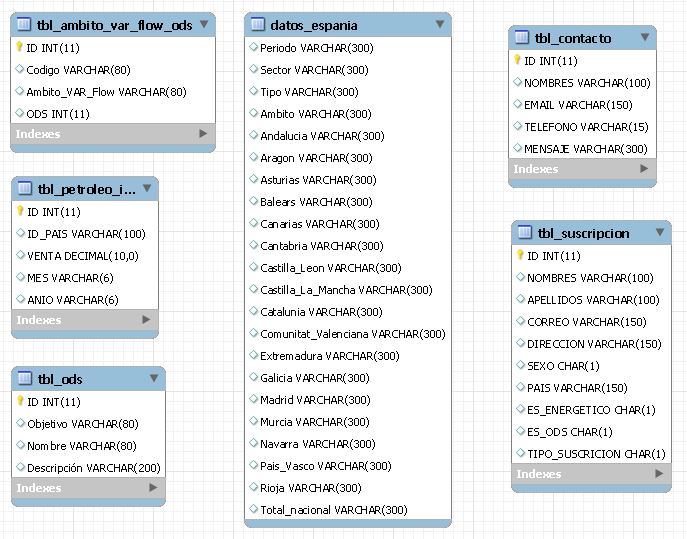 tbl_ambito_var_flow_ods
ID INT(11)
Codigo VARCHAR(80)
Ambito_VAR_Flow VARCHAR(80)
ODS INT(11)
Indexes
tbl_petroleo_i...
ID INT(11)
ID_PAIS VARCHAR(100)
VENTA DECIMAL(10,0)
MES VARCHAR(6)
ANIO VARCHAR(6)
Indexes
tbl_ods
ID INT(11)
Objetivo VARCHAR(80)
Nombre VARCHAR(80)
Descripción VARCHAR(200)
Indexes
datos_espania
Periodo VARCHAR(300)
Sector VARCHAR(300)
Tipo VARCHAR(300)
Ambito VARCHAR(300)
Andalucia VARCHAR(300)
Aragon VARCHAR(300)
Asturias VARCHAR(300)
Balears VARCHAR(300)
Canarias VARCHAR(300)
Cantabria VARCHAR(300)
Castilla_Leon VARCHAR(300)
Castilla_La_Mancha VARCHAR(300)
Catalunia VARCHAR(300)
Comunitat_Valenciana VARCHAR(300)
Extremadura VARCHAR(300)
Galicia VARCHAR(300)
Madrid VARCHAR(300)
Murcia VARCHAR(300)
Navarra VARCHAR(300)
Pais_Vasco VARCHAR(300)
Rioja VARCHAR(300)
Total_nacional VARCHAR(300)
tbl_contacto
ID INT(11)
NOMBRES VARCHAR(100)
EMAIL VARCHAR(150)
TELEFONO VARCHAR(15)
MENSAJE VARCHAR(300)
Indexes
tbl_suscripcion
ID INT(11)
NOMBRES VARCHAR(100)
APELLIDOS VARCHAR(100)
CORREO VARCHAR(150)
DIRECCION VARCHAR(150)
SEXO CHAR(1)
PAIS VARCHAR(150)
ES_ENERGETICO CHAR(1)
ES_ODS CHAR(1)
TIPO_SUSCRICION CHAR(1)
Indexes